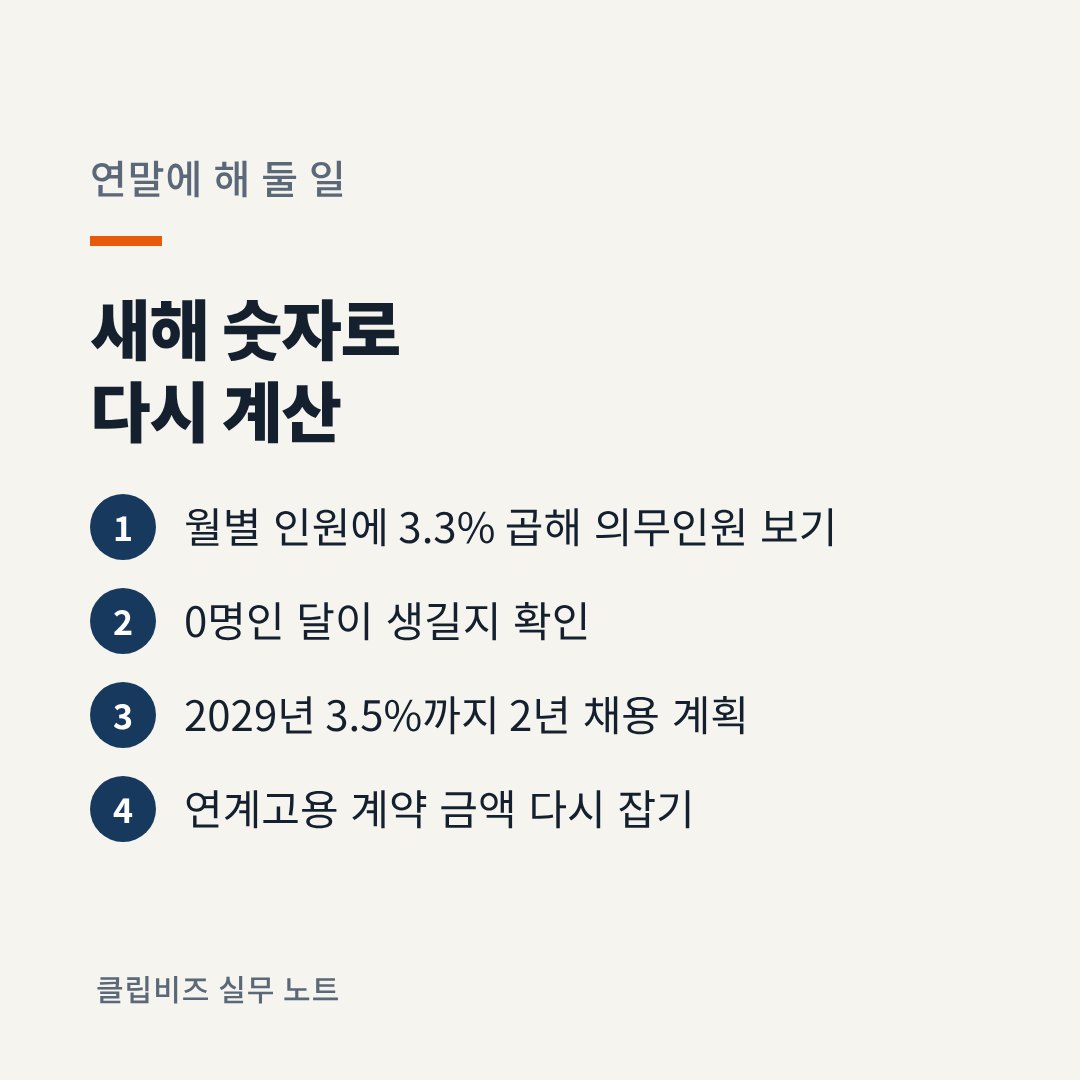 연말에 해 둘 일
새해 숫자로
다시 계산
1 월별 인원에 3.3% 곱해 의무인원 보기
2 0명인 달이 생길지 확인
3 2029년 3.5%까지 2년 채용 계획
4 연계고용 계약 금액 다시 잡기
클립비즈 실무 노트